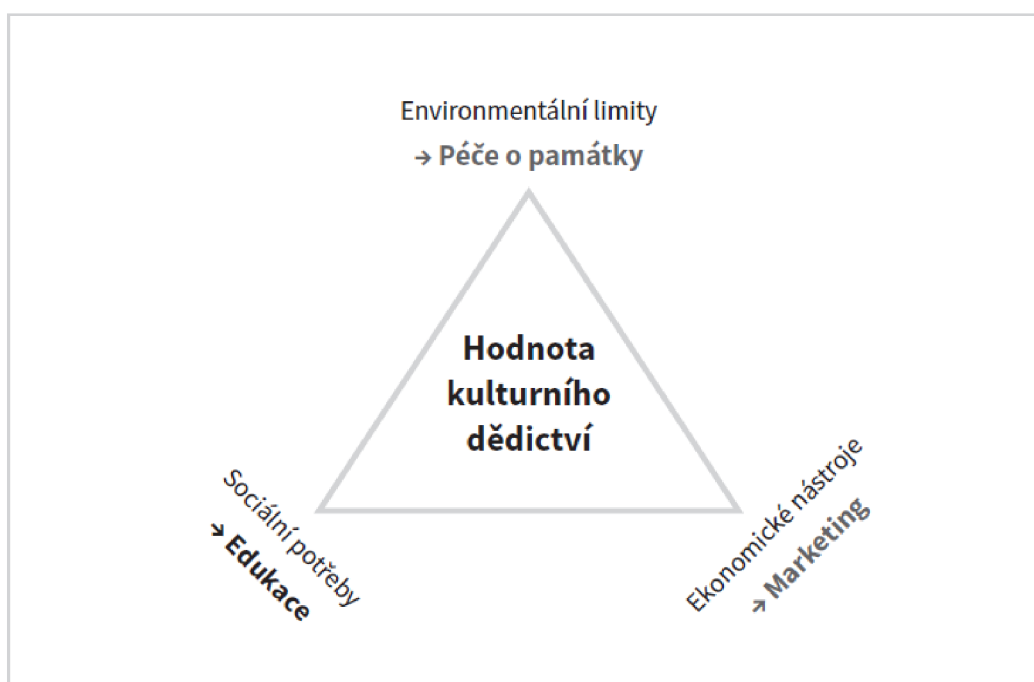 Environmentální limity
→ Péče o památky
Hodnota
kulturního
dědictví
Sociální potřeby
→ Edukace
Ekonomické nástroje
→ Marketing